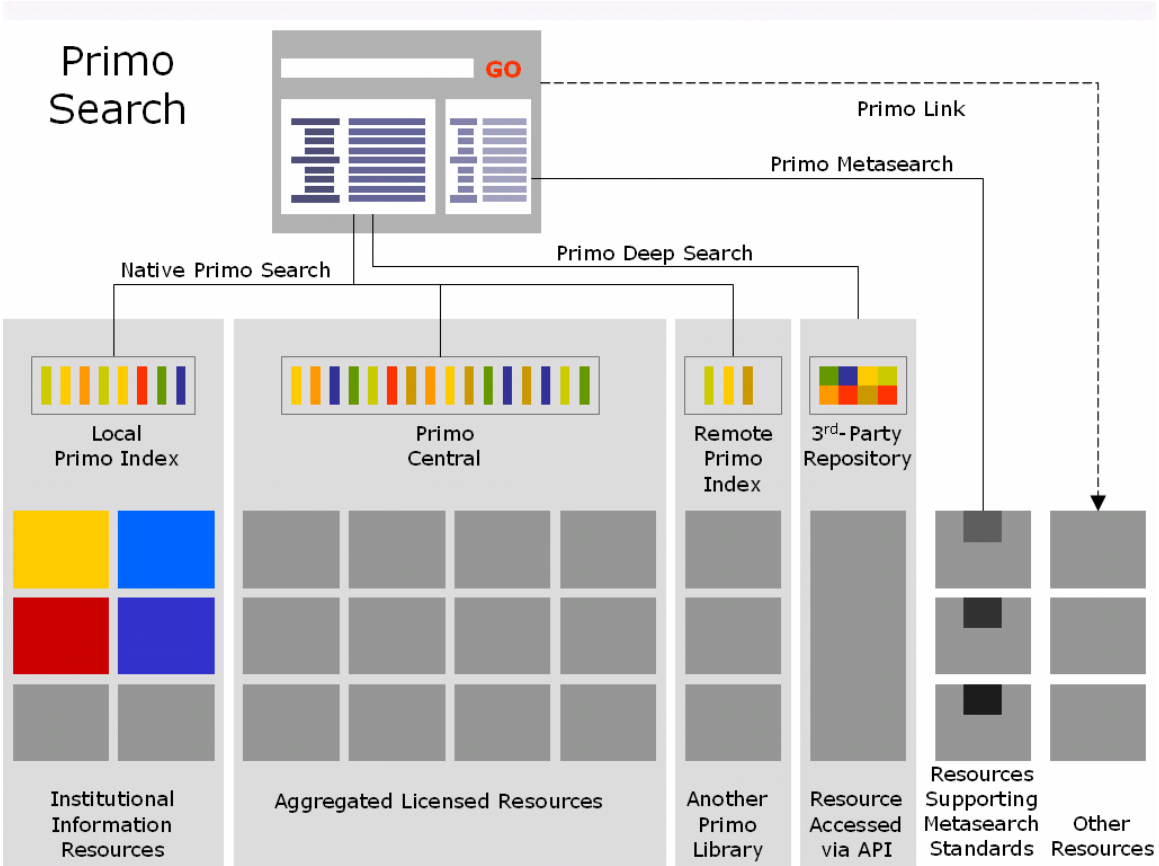 Primo
Search
GO
Primo Link
Primo Metasearch
Primo Deep Search
Native Primo Search
Local
Primo Index
Primo
Central
Remote
Primo
Index
3rd-Party
Repository
Institutional
Information
Resources
Aggregated Licensed Resources
Another
Primo
Library
Resource
Accessed
via API
Resources
Supporting
Metasearch
Standards
Other
Resources